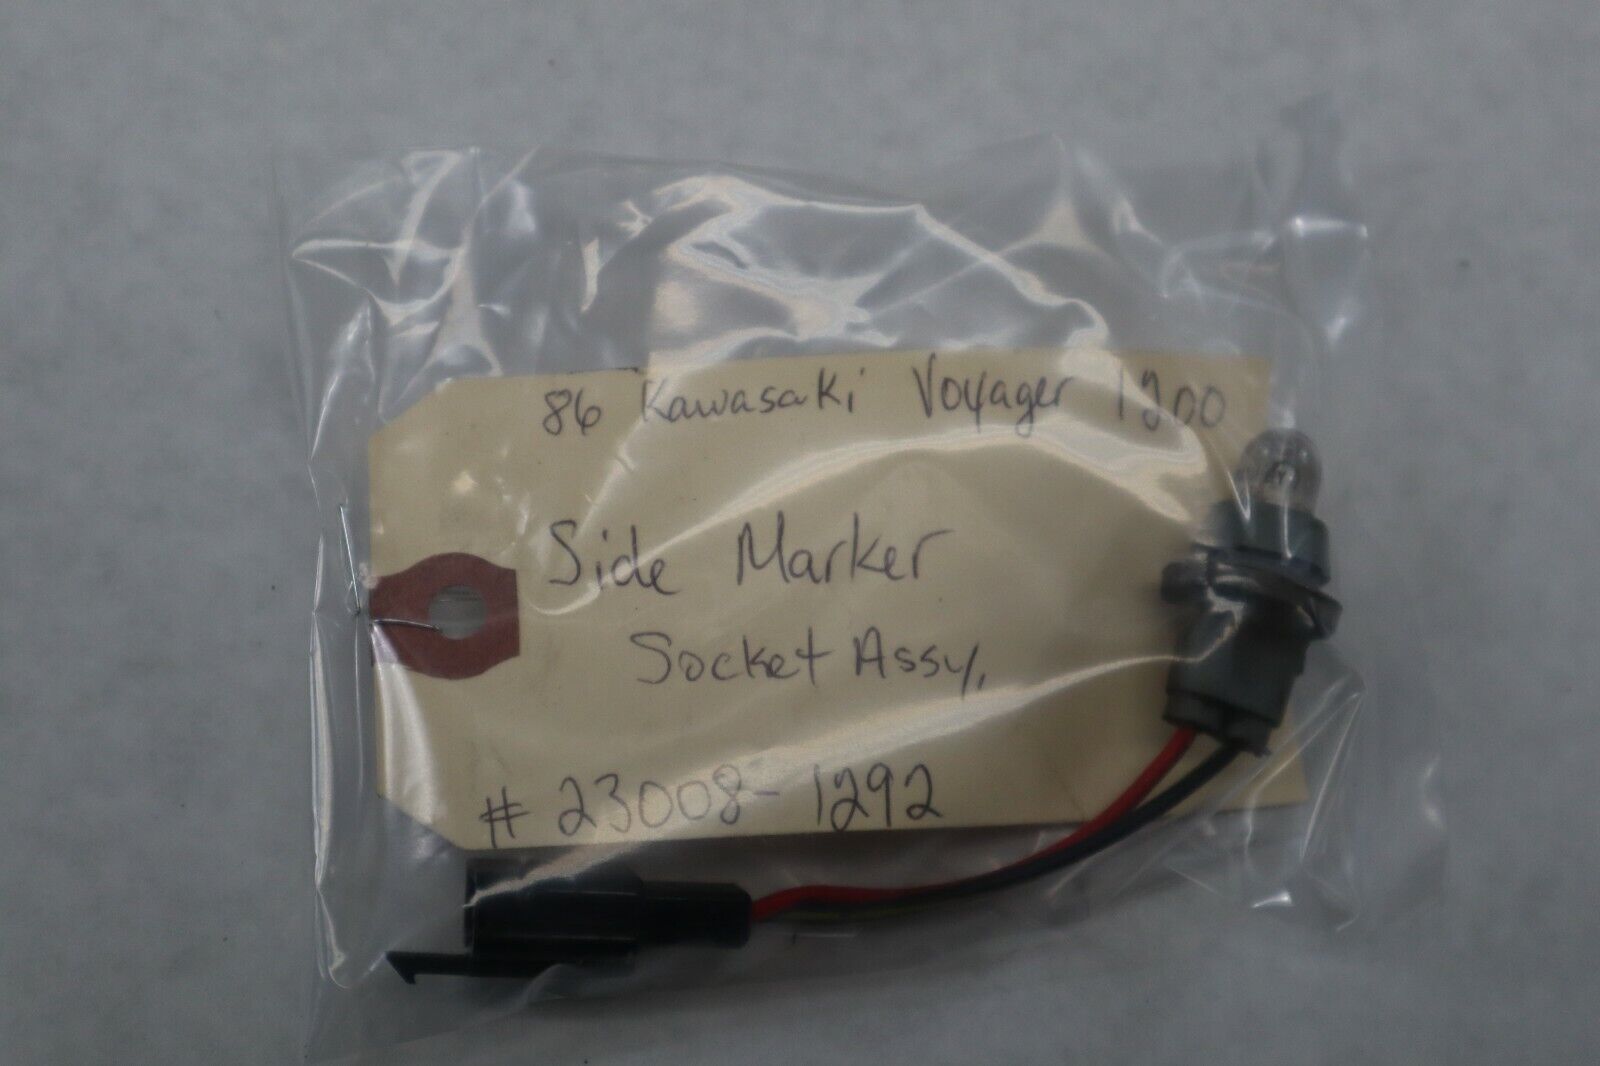 86 Kawasaki Voyager 1200
Side Marker
Socket Assy.
# 23008-1292